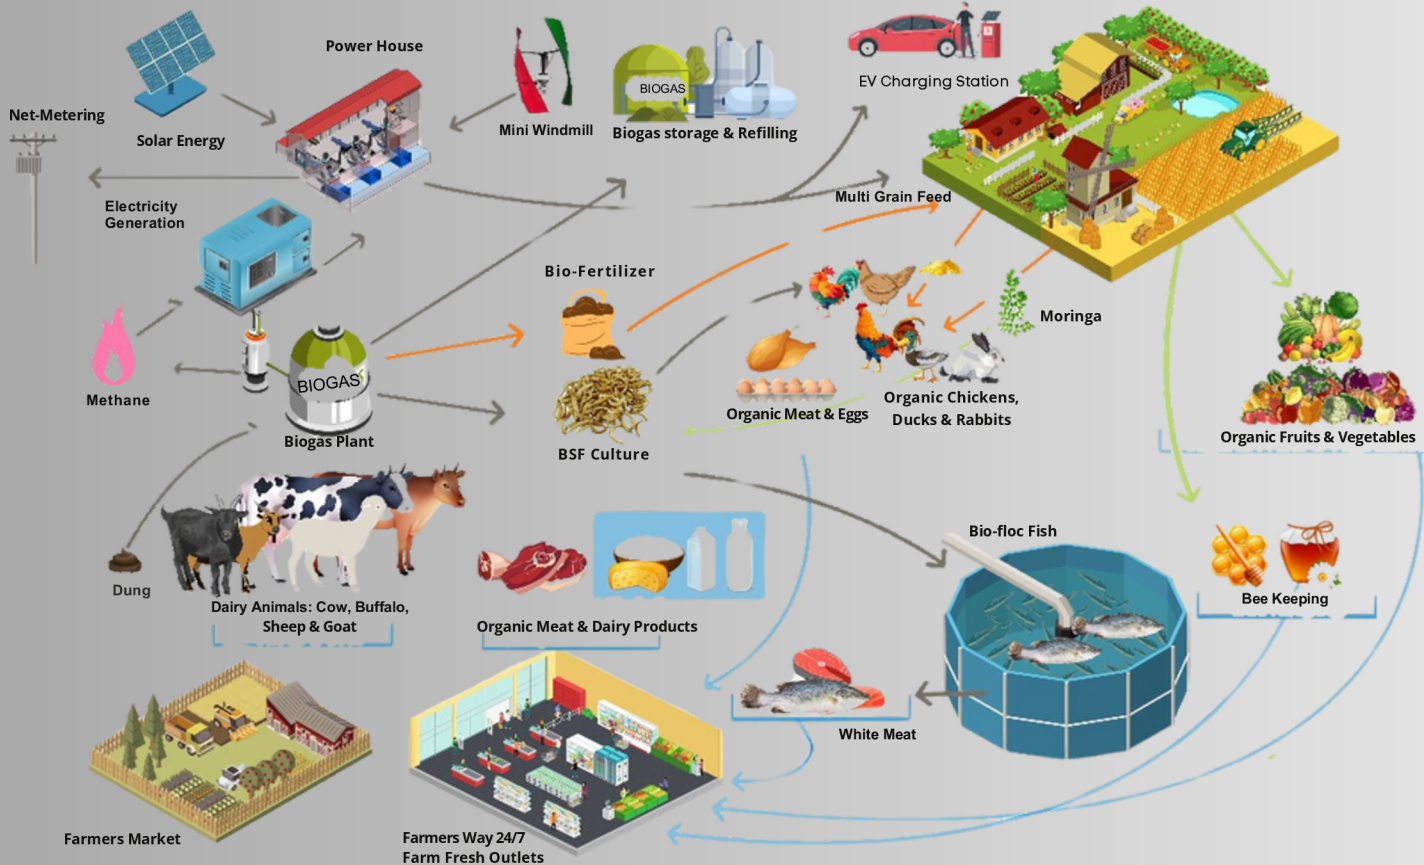 Power House
EV Charging Station
Net-Metering
Solar Energy
Mini Windmill
BIOGAS
Biogas storage & Refilling
Electricity
Generation
Multi Grain Feed
Bio-Fertilizer
Moringa
BIOGAS
Methane
Organic Meat & Eggs
Organic Chickens,
Ducks & Rabbits
Biogas Plant
BSF Culture
Organic Fruits & Vegetables
Bio-floc Fish
Dung
Dairy Animals: Cow, Buffalo,
Sheep & Goat
Organic Meat & Dairy Products
Bee Keeping
White Meat
Farmers Market
Farmers Way 24/7
Farm Fresh Outlets